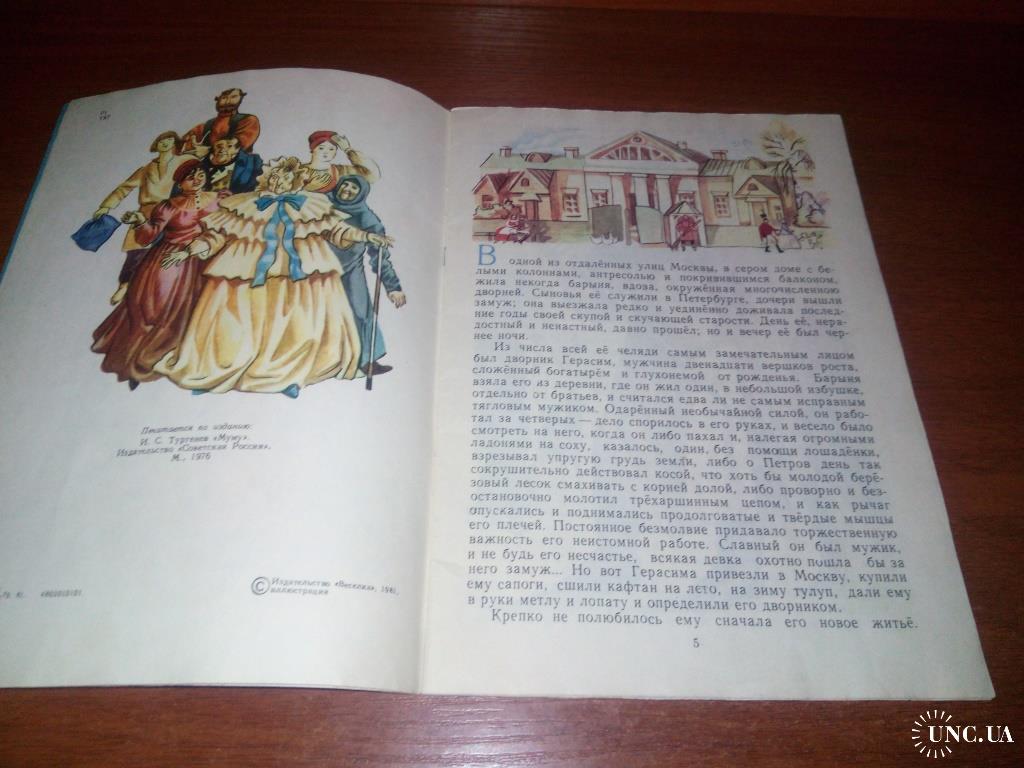 Р1
Т87
Печатается по изданию:
И. С. Тургенев «Муму».
Издательство «Советская Россия».
М., 1976
© Издательство «Веселка», 1981,
иллюстрации
В одной из отдалённых улиц Москвы, в сером доме с бе-
лыми колоннами, антресолью и покривившимся балконом,
жила некогда барыня, вдова, окружённая многочисленною
дворней. Сыновья её служили в Петербурге, дочери вышли
замуж; она выезжала редко и уединённо доживала послед-
ние годы своей скупой и скучающей старости. День её, нера-
достный и ненастный, давно прошёл; но и вечер её был чер-
нее ночи.
Из числа всей её челяди самым замечательным лицом
был дворник Герасим, мужчина двенадцати вершков роста,
сложённый богатырём и глухонемой от рожденья. Барыня
взяла его из деревни, где он жил один, в небольшой избушке,
отдельно от братьев, и считался едва ли не самым исправным
тягловым мужиком. Одарённый необычайной силой, он рабо-
тал за четверых — дело спорилось в его руках, и весело было
смотреть на него, когда он либо пахал и, налегая огромными
ладонями на соху, казалось, один, без помощи лошадёнки,
взрезывал упругую грудь земли, либо о Петров день так
сокрушительно действовал косой, что хоть бы молодой берё-
зовый лесок смахивать с корней долой, либо проворно и без-
остановочно молотил трёхаршинным цепом, и как рычаг
опускались и поднимались продолговатые и твёрдые мышцы
его плечей. Постоянное безмолвие придавало торжественную
важность его неистомной работе. Славный он был мужик,
и не будь его несчастье, всякая девка охотно пошла бы за
него замуж... Но вот Герасима привезли в Москву, купили
ему сапоги, сшили кафтан на лето, на зиму тулуп, дали ему
в руки метлу и лопату и определили его дворником.
Крепко не полюбилось ему сначала его новое житьё.
5
UNC.UA